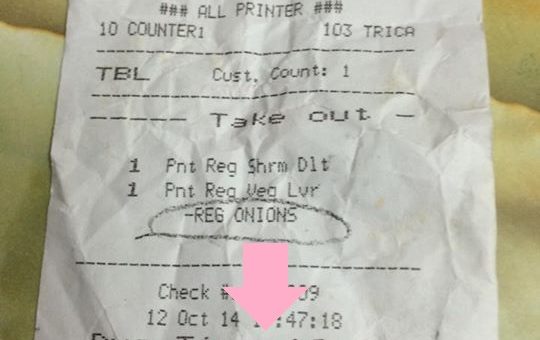 ### ALL PRINTER ###
10 COUNTER1 103 TRICA
TBL Cust. Count: 1
----- Take out -
1 Pnt Reg Shrm Dlt
1 Pnt Reg Veg Lvr
-REG ONIONS
Check
12 Oct 14 :47:18